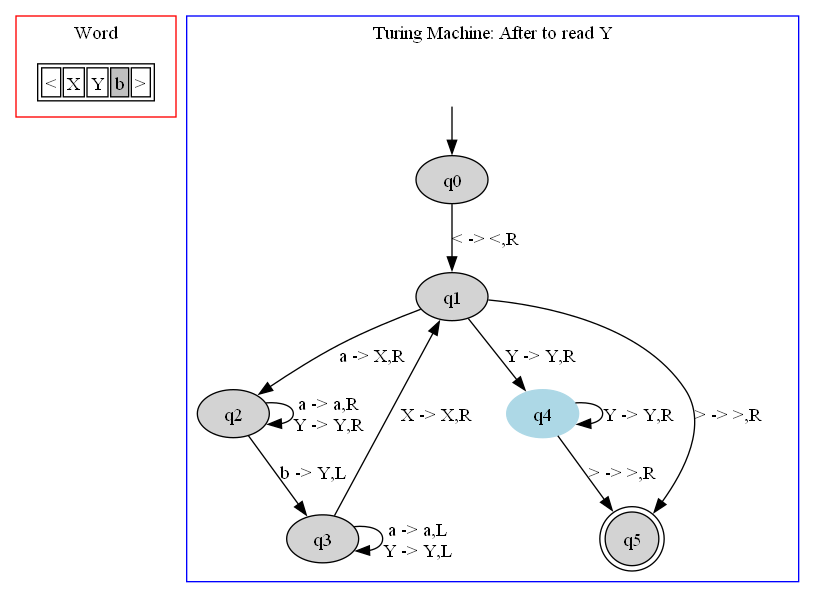 Word
< X Y b >
Turing Machine: After to read Y
q0
< -> <,R
q1
a -> X,R
Y -> Y,R
q2
a -> a,R
Y -> Y,R
X -> X,R
q4
Y -> Y,R
> -> >,R
b -> Y,L
> -> >,R
q3
a -> a,L
Y -> Y,L
q5